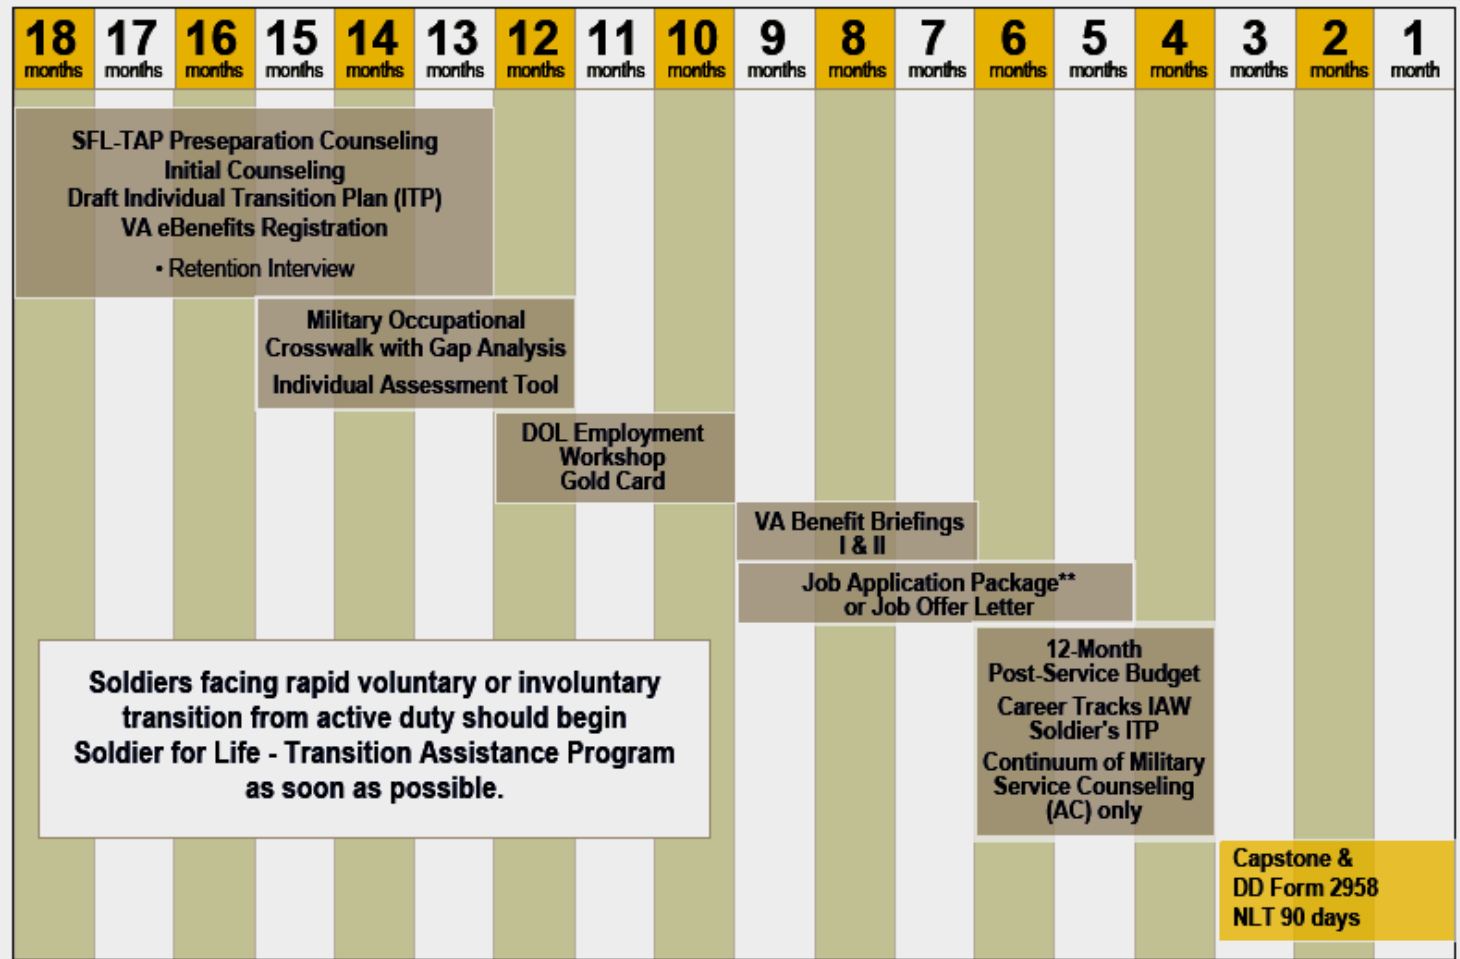 18 17 16 15 14 13 12 11 10 9 8 7 6 5 4 3 2 1
months months months months months months months months months months months months months months months months months month
SFL-TAP Preseparation Counseling
Initial Counseling
Draft Individual Transition Plan (ITP)
VA eBenefits Registration
• Retention Interview
Military Occupational
Crosswalk with Gap Analysis
Individual Assessment Tool
DOL Employment
Workshop
Gold Card
VA Benefit Briefings
I & II
Job Application Package**
or Job Offer Letter
12-Month
Post-Service Budget
Career Tracks IAW
Soldier's ITP
Continuum of Military
Service Counseling
(AC) only
Soldiers facing rapid voluntary or involuntary
transition from active duty should begin
Soldier for Life - Transition Assistance Program
as soon as possible.
Capstone &
DD Form 2958
NLT 90 days